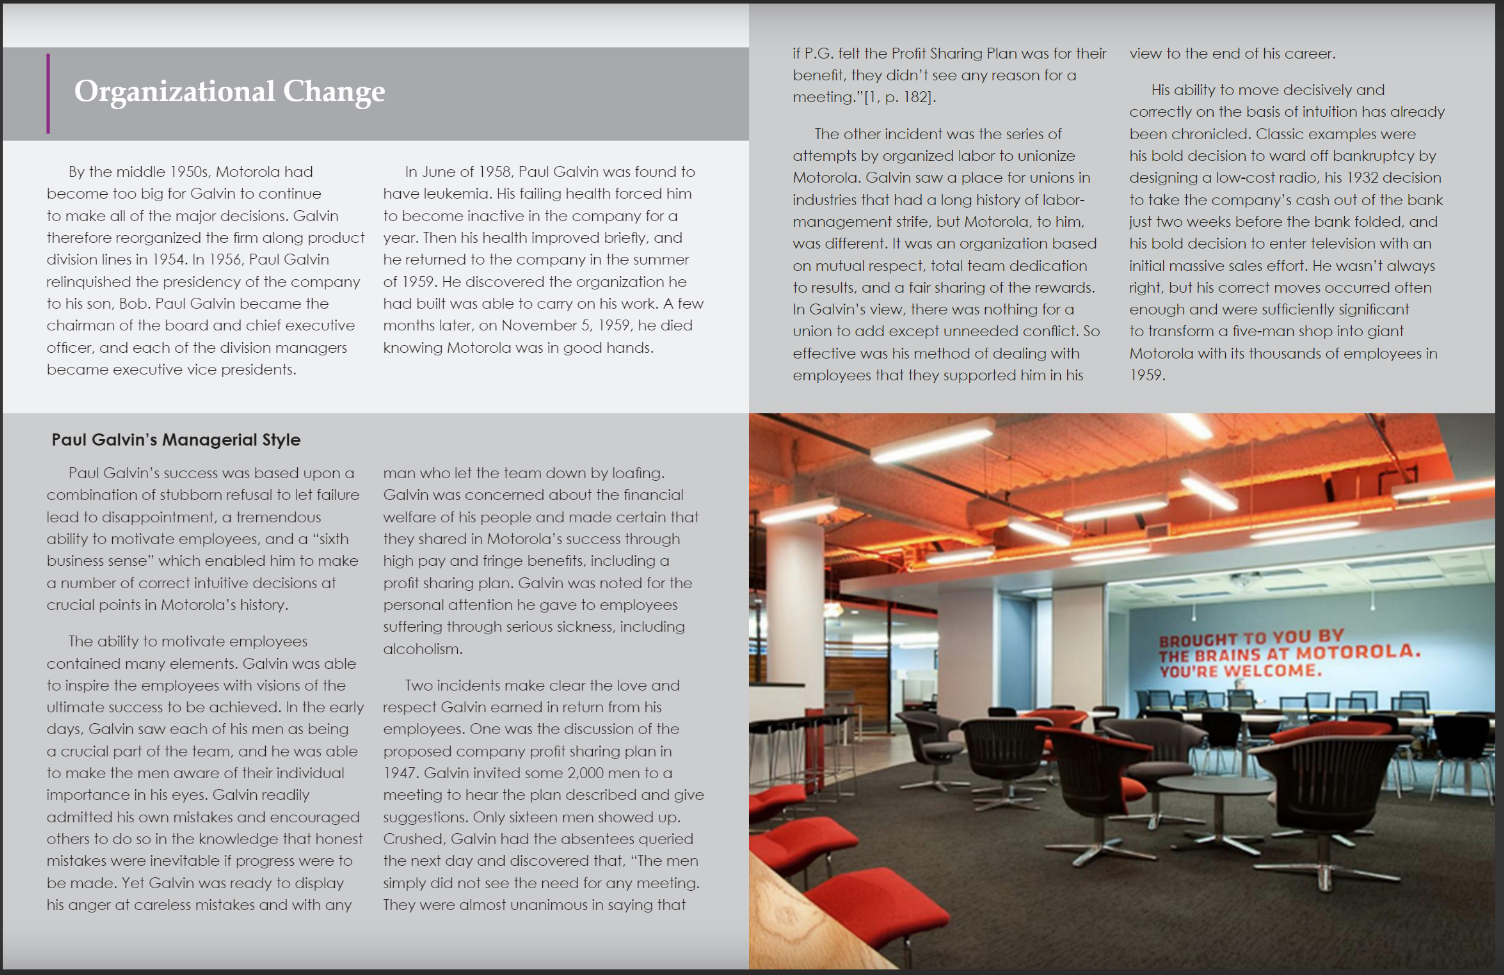 Organizational Change
By the middle 1950s, Motorola had
become too big for Galvin to continue
to make all of the major decisions. Galvin
therefore reorganized the firm along product
division lines in 1954. In 1956, Paul Galvin
relinquished the presidency of the company
to his son, Bob. Paul Galvin became the
chairman of the board and chief executive
officer, and each of the division managers
became executive vice presidents.
In June of 1958, Paul Galvin was found to
have leukemia. His failing health forced him
to become inactive in the company for a
year. Then his health improved briefly, and
he returned to the company in the summer
of 1959. He discovered the organization he
had built was able to carry on his work. A few
months later, on November 5, 1959, he died
knowing Motorola was in good hands.
Paul Galvin's Managerial Style
Paul Galvin's success was based upon a
combination of stubborn refusal to let failure
lead to disappointment, a tremendous
ability to motivate employees, and a “sixth
business sense” which enabled him to make
a number of correct intuitive decisions at
crucial points in Motorola's history.
The ability to motivate employees
contained many elements. Galvin was able
to inspire the employees with visions of the
ultimate success to be achieved. In the early
days, Galvin saw each of his men as being
a crucial part of the team, and he was able
to make the men aware of their individual
importance in his eyes. Galvin readily
admitted his own mistakes and encouraged
others to do so in the knowledge that honest
mistakes were inevitable if progress were to
be made. Yet Galvin was ready to display
his anger at careless mistakes and with any
man who let the team down by loafing.
Galvin was concerned about the financial
welfare of his people and made certain that
they shared in Motorola's success through
high pay and fringe benefits, including a
profit sharing plan. Galvin was noted for the
personal attention he gave to employees
suffering through serious sickness, including
alcoholism.
Two incidents make clear the love and
respect Galvin earned in return from his
employees. One was the discussion of the
proposed company profit sharing plan in
1947. Galvin invited some 2,000 men to a
meeting to hear the plan described and give
suggestions. Only sixteen men showed up.
Crushed, Galvin had the absentees queried
the next day and discovered that, “The men
simply did not see the need for any meeting.
They were almost unanimous in saying that
if P.G. felt the Profit Sharing Plan was for their
benefit, they didn't see any reason for a
meeting.”[1, p. 182].
The other incident was the series of
attempts by organized labor to unionize
Motorola. Galvin saw a place for unions in
industries that had a long history of labor-
management strife, but Motorola, to him,
was different. It was an organization based
on mutual respect, total team dedication
to results, and a fair sharing of the rewards.
In Galvin's view, there was nothing for a
union to add except unneeded conflict. So
effective was his method of dealing with
employees that they supported him in his
view to the end of his career.
His ability to move decisively and
correctly on the basis of intuition has already
been chronicled. Classic examples were
his bold decision to ward off bankruptcy by
designing a low-cost radio, his 1932 decision
to take the company's cash out of the bank
just two weeks before the bank folded, and
his bold decision to enter television with an
initial massive sales effort. He wasn't always
right, but his correct moves occurred often
enough and were sufficiently significant
to transform a five-man shop into giant
Motorola with its thousands of employees in
1959.
BROUGHT TO YOU BY
THE BRAINS AT MOTOROLA.
YOU'RE WELCOME.